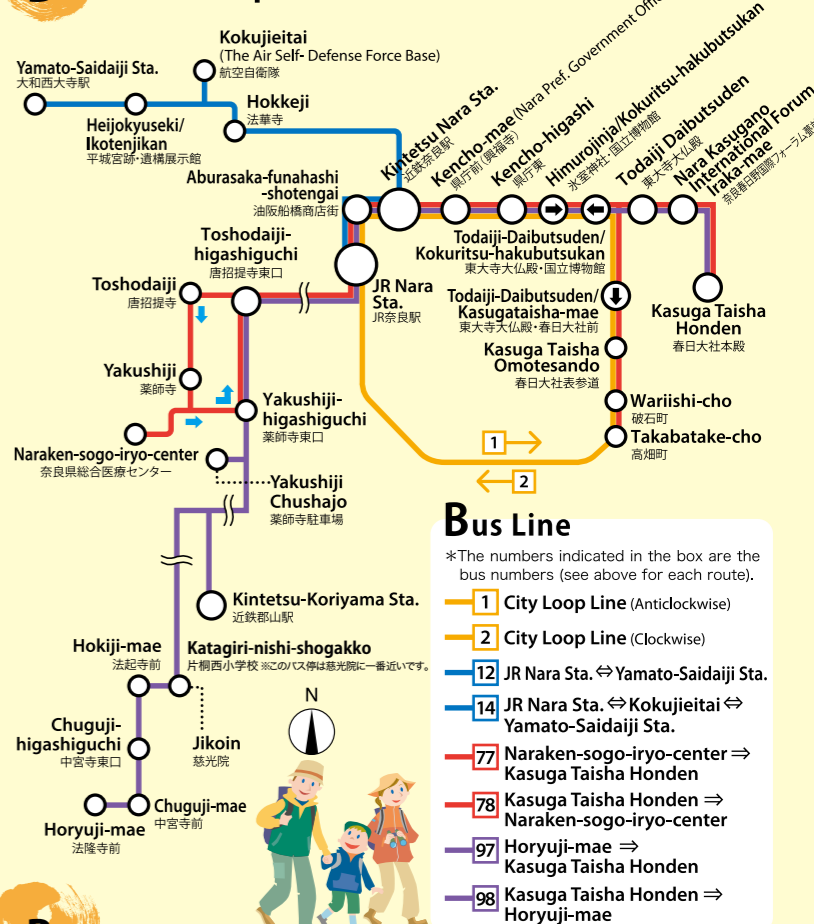 Yamato-Saidaiji Sta.
大和西大寺駅
Kokujieitai
(The Air Self- Defense Force Base)
航空自衛隊
Heijokyuseki/
Ikotenjikan
平城宮跡・遺構展示館
Hokkeji
法華寺
Aburasaka-funahashi
-shotengai
油阪船橋商店街
Kintetsu Nara Sta.
近鉄奈良駅
Kencho-mae (Nara Pref. Government
県庁前(興福寺)
Kencho-higashi
県庁東
Himurojinja/Kokuritsu-hakubutsukan
氷室神社・国立博物館
Todaiji Daibutsuden
東大寺大仏殿
Nara Kasugano
International Forum
Iraka-mae
奈良春日野国際フォーラム
Toshodaiji-
higashiguchi
唐招提寺東口
Toshodaiji
唐招提寺
JR Nara
Sta.
JR奈良駅
Todaiji-Daibutsuden/
Kokuritsu-hakubutsukan
東大寺大仏殿・国立博物館
Todaiji-Daibutsuden/
Kasugataisha-mae
東大寺大仏殿・春日大社前
Kasuga Taisha
Honden
春日大社本殿
Kasuga Taisha
Omotesando
春日大社表参道
Yakushiji
薬師寺
Yakushiji-
higashiguchi
薬師寺東口
Wariishi-cho
破石町
Takabatake-cho
高畑町
Naraken-sogo-iryo-center
奈良県総合医療センター
1
2
Yakushiji
Chushajo
薬師寺駐車場
Kintetsu-Koriyama Sta.
近鉄郡山駅
Hokiji-mae
法起寺前
Katagiri-nishi-shogakko
片桐西小学校 ※このバス停は慈光院に一番近いです。
Chuguji-
higashiguchi
中宮寺東口
Jikoin
慈光院
Chuguji-mae
中宮寺前
Horyuji-mae
法隆寺前
N
Bus Line
*The numbers indicated in the box are the
bus numbers (see above for each route).
1 City Loop Line (Anticlockwise)
2 City Loop Line (Clockwise)
12 JR Nara Sta. ⇔ Yamato-Saidaiji Sta.
14 JR Nara Sta. ⇔ Kokujieitai ⇔
Yamato-Saidaiji Sta.
77 Naraken-sogo-iryo-center ⇒
Kasuga Taisha Honden
78 Kasuga Taisha Honden ⇒
Naraken-sogo-iryo-center
97 Horyuji-mae ⇒
Kasuga Taisha Honden
98 Kasuga Taisha Honden ⇒
Horyuji-mae